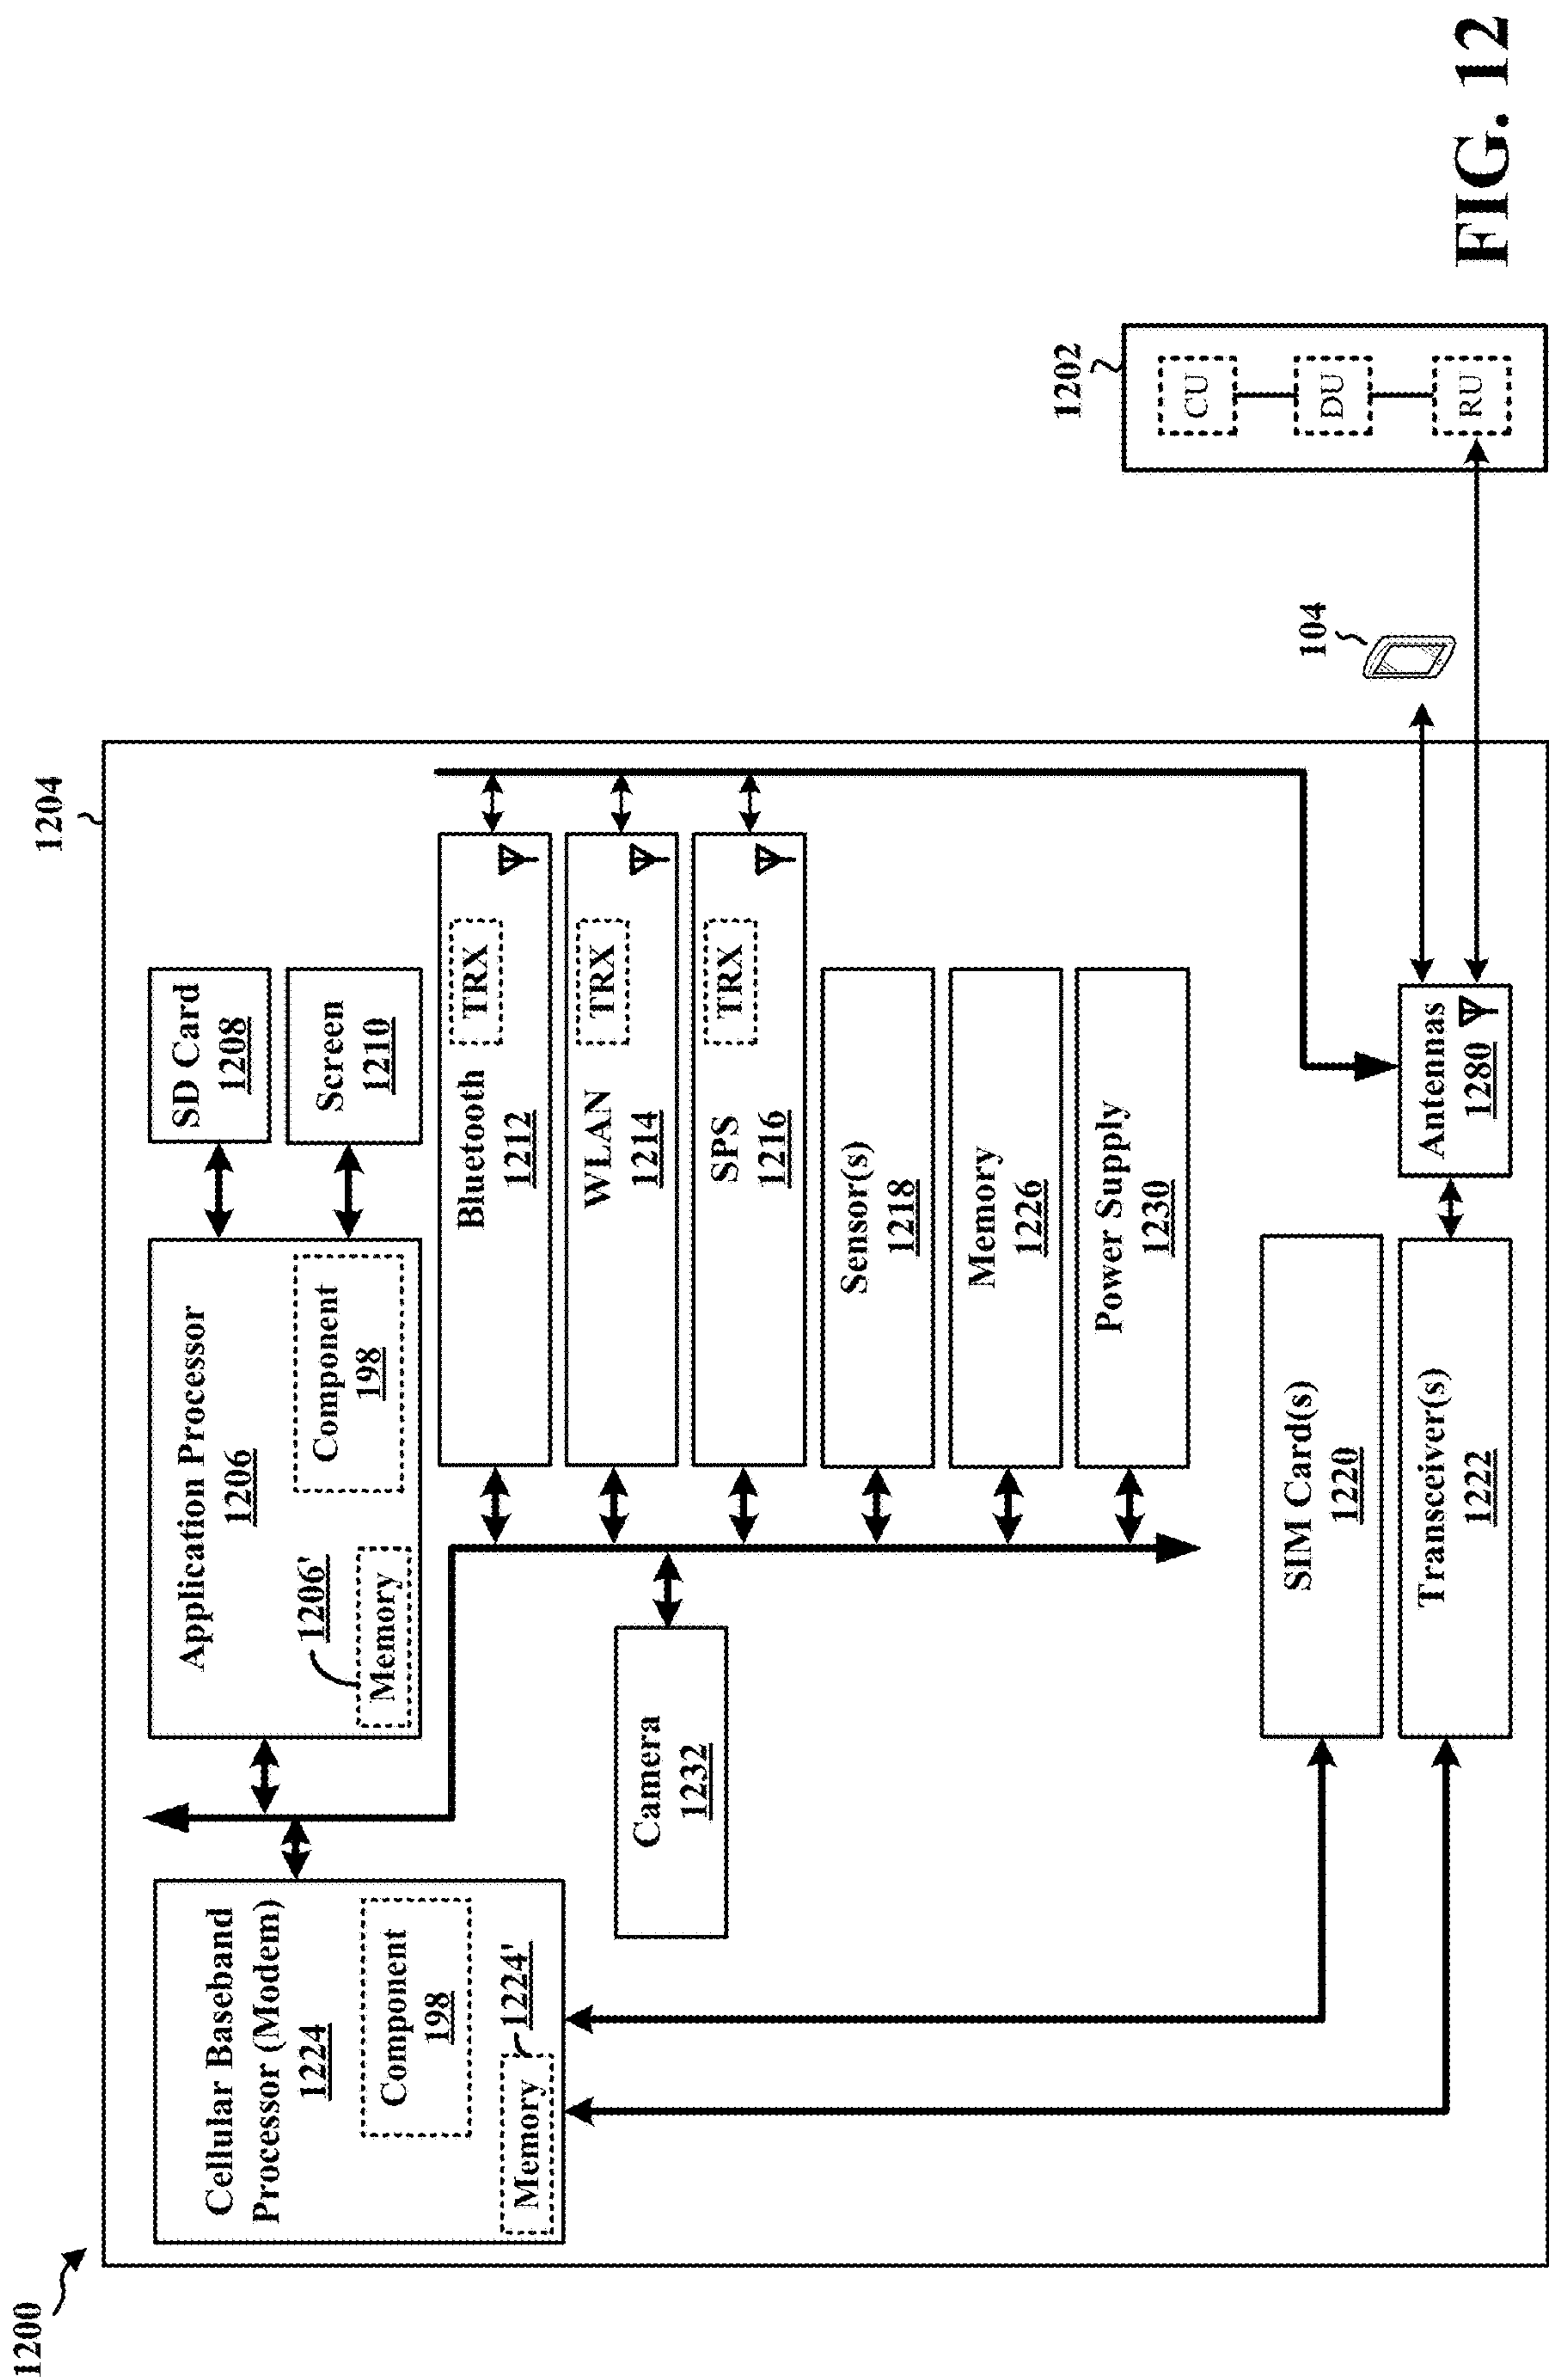 1200
1204
Cellular Baseband
Processor (Modem)
1224
Component
198
Memory
1224'
Application Processor
1206
1206'
Memory
Component
198
SD Card
1208
Screen
1210
Bluetooth
1212
TRX
WLAN
1214
TRX
SPS
1216
TRX
Camera
1232
Sensor(s)
1218
Memory
1226
Power Supply
1230
SIM Card(s)
1220
Transceiver(s)
1222
Antennas
1280
104
1202
CU
DU
RU
FIG. 12